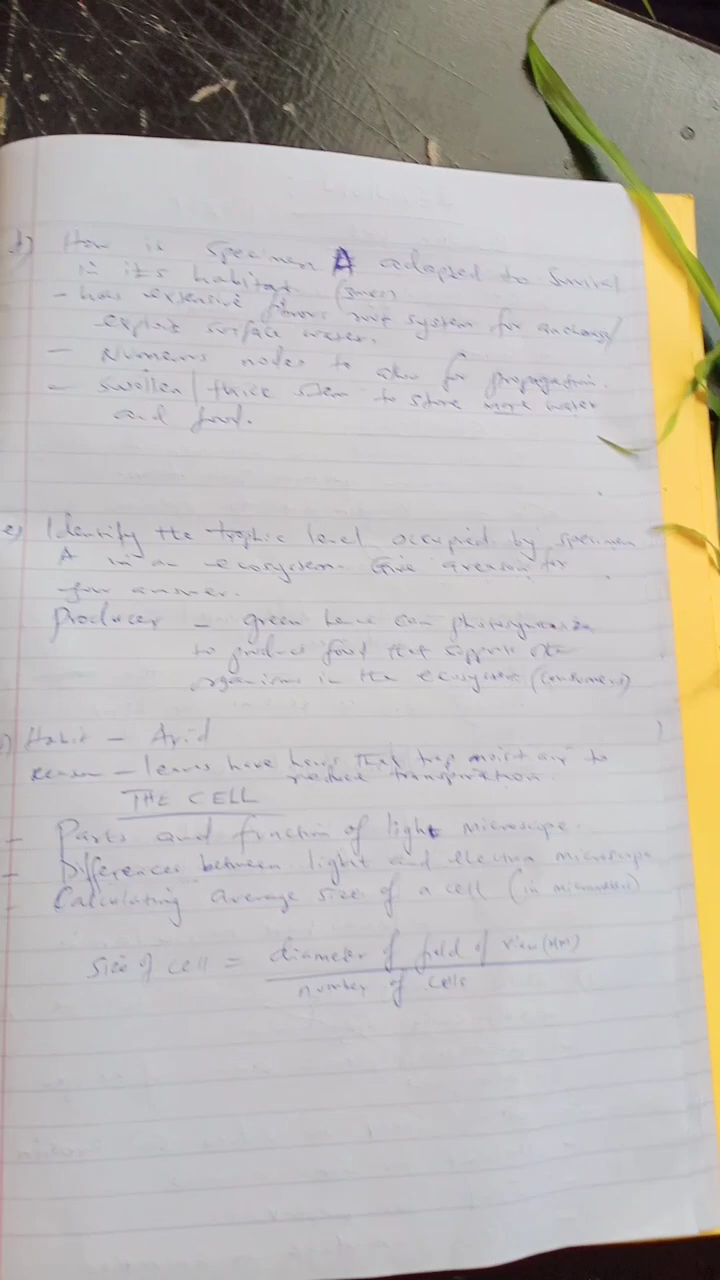 d) How is specimen A adapted to survival
in its habitat. (3mks)
- has extensive fibrous root system for anchorage/
exploit surface water.
- Numerous nodes to allow for propagation.
- Swollen/thick stem to store more water
and food.
e) Identify the trophic level occupied by specimen
A in an ecosystem. Give a reason for
your answer.
Producer - green leaves can photosynthesize
to produce food that support other
organisms in the ecosystem (consumers)
) Habit - Arid
Reason - leaves have hairs that trap moist air to
reduce transpiration.
THE CELL
- Parts and function of light microscope.
- Differences between light and electron microscope
- Calculating average size of a cell (in )
Size of cell = diameter of field of view (μm)
number of cells